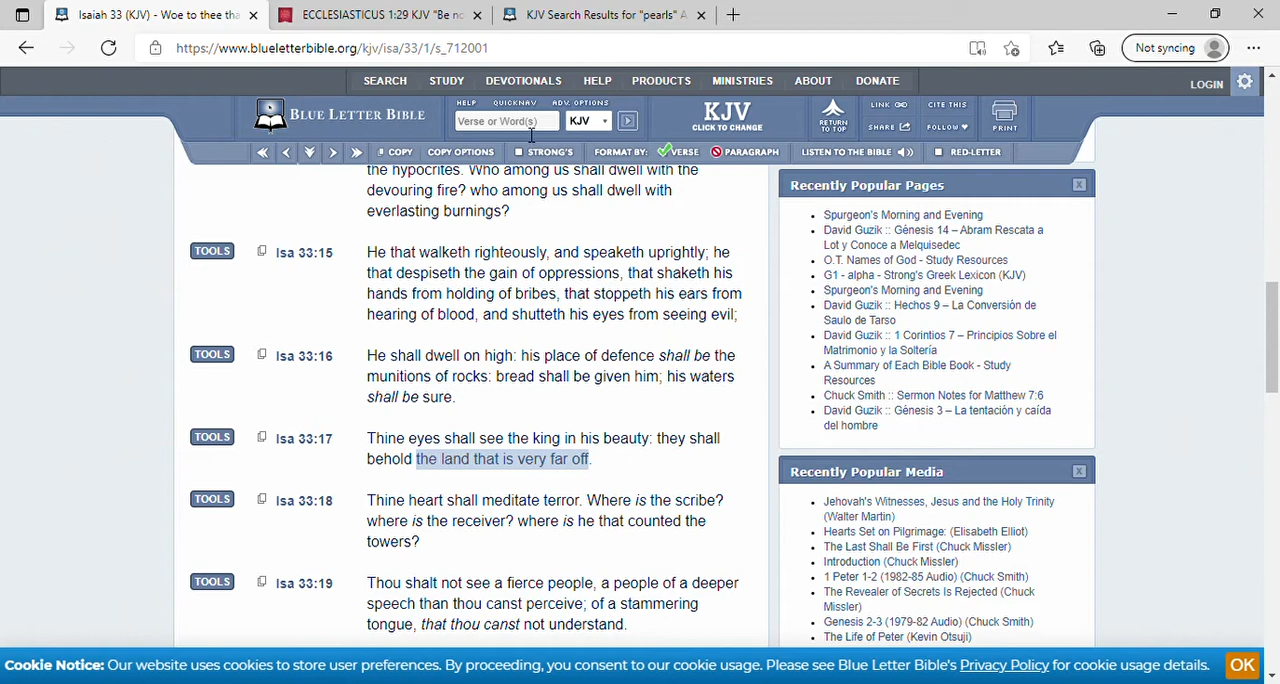 Isaiah 33 (KJV) - Woe to thee tha
ECCLESIASTICUS 1:29 KJV "Be no
KJV Search Results for "pearls" A
https://www.blueletterbible.org/kjv/isa/33/1/s_712001
Not syncing
SEARCH STUDY DEVOTIONALS HELP PRODUCTS MINISTRIES ABOUT DONATE
LOGIN
BLUE LETTER BIBLE
HELP QUICKNAV ADV. OPTIONS
Verse or Word(s)
KJV
KJV
CLICK TO CHANGE
RETURN
TO TOP
LINK
CITE THIS
SHARE
FOLLOW
PRINT
COPY COPY OPTIONS STRONG'S FORMAT BY: VERSE PARAGRAPH LISTEN TO THE BIBLE RED-LETTER
the hypocrites. Who among us shall dwell with the
devouring fire? who among us shall dwell with
everlasting burnings?
TOOLS Isa 33:15 He that walketh righteously, and speaketh uprightly; he
that despiseth the gain of oppressions, that shaketh his
hands from holding of bribes, that stoppeth his ears from
hearing of blood, and shutteth his eyes from seeing evil;
TOOLS Isa 33:16 He shall dwell on high: his place of defence shall be the
munitions of rocks: bread shall be given him; his waters
shall be sure.
TOOLS Isa 33:17 Thine eyes shall see the king in his beauty: they shall
behold the land that is very far off.
TOOLS Isa 33:18 Thine heart shall meditate terror. Where is the scribe?
where is the receiver? where is he that counted the
towers?
TOOLS Isa 33:19 Thou shalt not see a fierce people, a people of a deeper
speech than thou canst perceive; of a stammering
tongue, that thou canst not understand.
Recently Popular Pages
Spurgeon's Morning and Evening
David Guzik :: Génesis 14 – Abram Rescata a
Lot y Conoce a Melquisedec
O.T. Names of God - Study Resources
G1 - alpha - Strong's Greek Lexicon (KJV)
Spurgeon's Morning and Evening
David Guzik :: Hechos 9 – La Conversión de
Saulo de Tarso
David Guzik :: 1 Corintios 7 – Principios Sobre el
Matrimonio y la Soltería
A Summary of Each Bible Book - Study
Resources
Chuck Smith :: Sermon Notes for Matthew 7:6
David Guzik :: Génesis 3 – La tentación y caída
del hombre
Recently Popular Media
Jehovah's Witnesses, Jesus and the Holy Trinity
(Walter Martin)
Hearts Set on Pilgrimage: (Elisabeth Elliot)
The Last Shall Be First (Chuck Missler)
Introduction (Chuck Missler)
1 Peter 1-2 (1982-85 Audio) (Chuck Smith)
The Revealer of Secrets Is Rejected (Chuck
Missler)
Genesis 2-3 (1979-82 Audio) (Chuck Smith)
The Life of Peter (Kevin Otsuji)
Cookie Notice: Our website uses cookies to store user preferences. By proceeding, you consent to our cookie usage. Please see Blue Letter Bible's Privacy Policy for cookie usage details.
OK